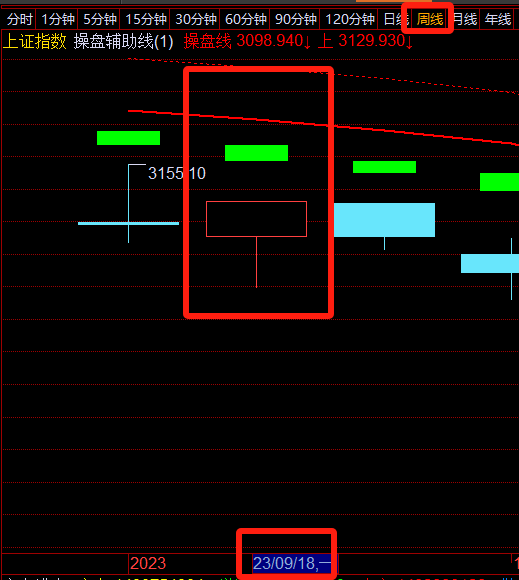 分时 1分钟 5分钟 15分钟 30分钟 60分钟 90分钟 120分钟 日线 周线 月线 年线
上证指数 操盘辅助线(1) 操盘线 3098.940↓ 上 3129.930↓
3155.10
2023 23/09/18,一